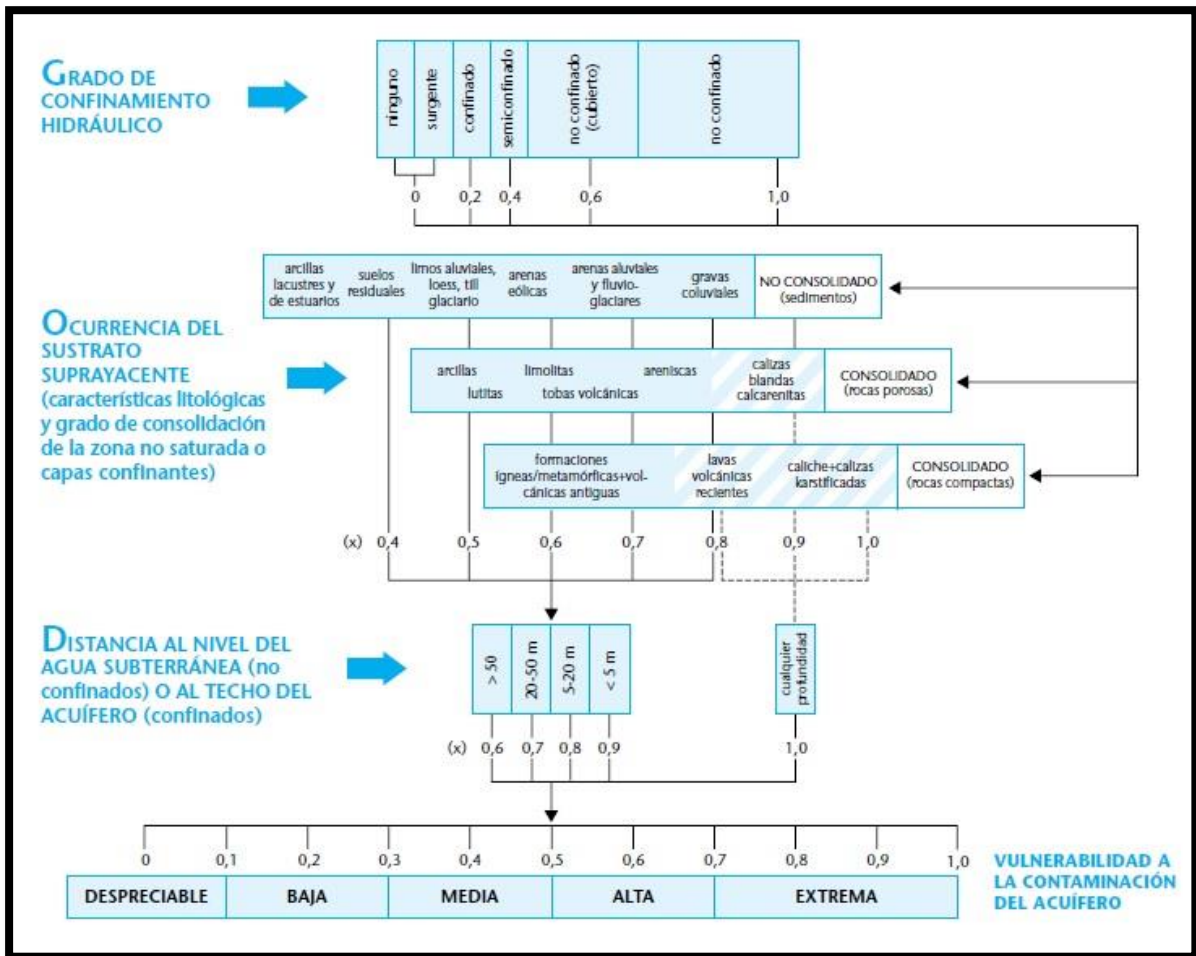 GRADO DE
CONFINAMIENTO
HIDRÁULICO
ninguno
surgente
confinado
semiconfinado
no confinado
(cubierto)
no confinado
0
0,2
0,4
0,6
1,0
OCURRENCIA DEL
SUSTRATO
SUPRAYACENTE
(características litológicas
y grado de consolidación
de la zona no saturada o
capas confinantes)
arcillas
lacustres y
de estuarios
suelos
residuales
limos aluviales,
loess, till
glaciario
arenas
eólicas
arenas aluviales
y fluvio-
glaciares
gravas
coluviales
NO CONSOLIDADO
(sedimentos)
arcillas
lutitas
limolitas
tobas volcánicas
areniscas
calizas
blandas
calcarenitas
CONSOLIDADO
(rocas porosas)
formaciones
ígneas/metamórficas+vol-
cánicas antiguas
lavas
volcánicas
recientes
caliche+calizas
karstificadas
CONSOLIDADO
(rocas compactas)
(x) 0,4 0,5 0,6 0,7 0,8 0,9 1,0
DISTANCIA AL NIVEL DEL
AGUA SUBTERRÁNEA (no
confinados) O AL TECHO DEL
ACUÍFERO (confinados)
> 50
20-50 m
5-20 m
< 5 m
cualquier
profundidad
(x) 0,6 0,7 0,8 0,9 1,0
0 0,1 0,2 0,3 0,4 0,5 0,6 0,7 0,8 0,9 1,0
DESPRECIABLE BAJA MEDIA ALTA EXTREMA
VULNERABILIDAD A
LA CONTAMINACIÓN
DEL ACUÍFERO